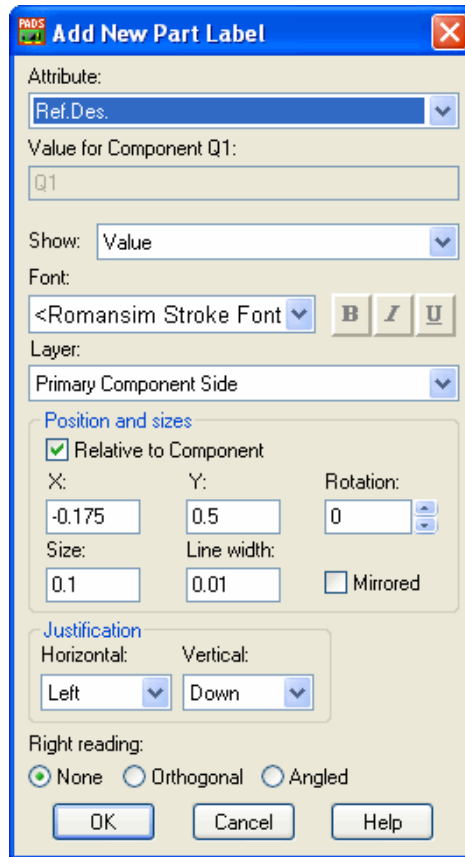 PADS
Add New Part Label
Attribute:
Ref.Des.
Value for Component Q1:
Q1
Show: Value
Font:
<Romansim Stroke Font B I U
Layer:
Primary Component Side
Position and sizes
Relative to Component
X: Y: Rotation:
-0.175 0.5 0
Size: Line width:
0.1 0.01 Mirrored
Justification
Horizontal: Vertical:
Left Down
Right reading:
None Orthogonal Angled
OK Cancel Help